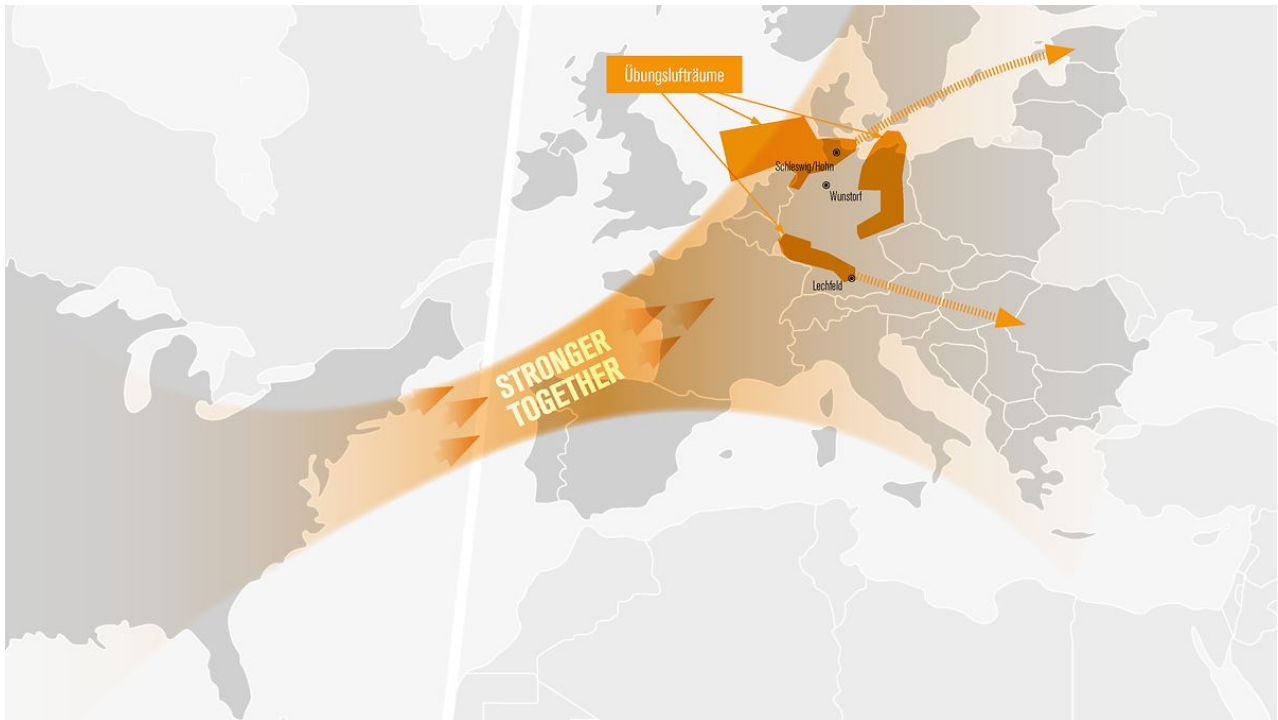 Übungslufträume
Schleswig/Hohn
Wunstorf
Lechfeld
STRONGER
TOGETHER